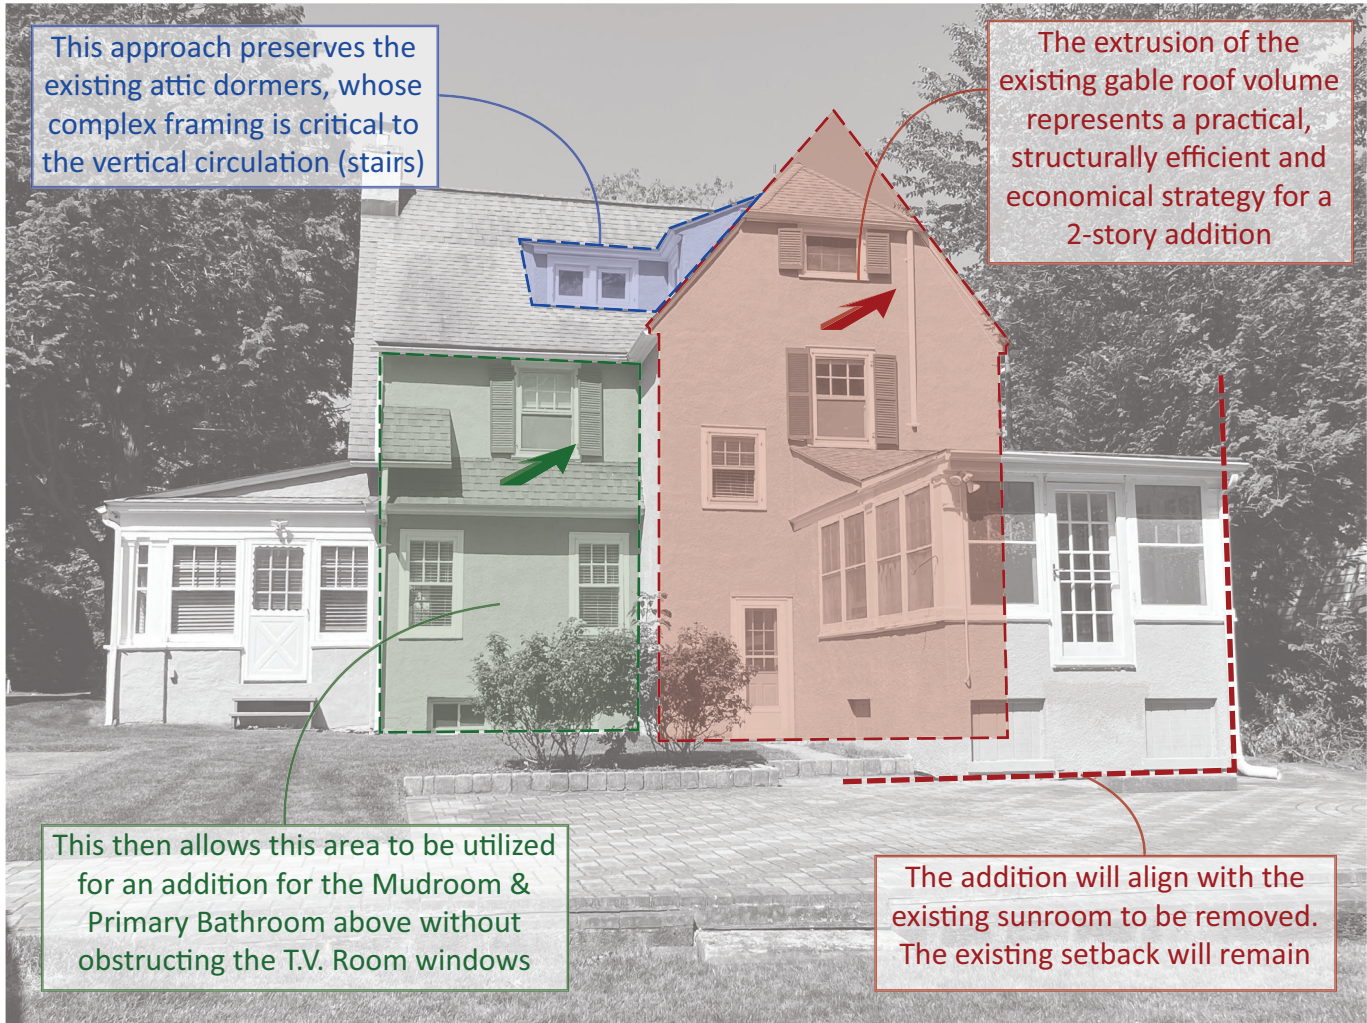 This approach preserves the
existing attic dormers, whose
complex framing is critical to
the vertical circulation (stairs)
The extrusion of the
existing gable roof volume
represents a practical,
structurally efficient and
economical strategy for a
2-story addition
This then allows this area to be utilized
for an addition for the Mudroom &
Primary Bathroom above without
obstructing the T.V. Room windows
The addition will align with the
existing sunroom to be removed.
The existing setback will remain